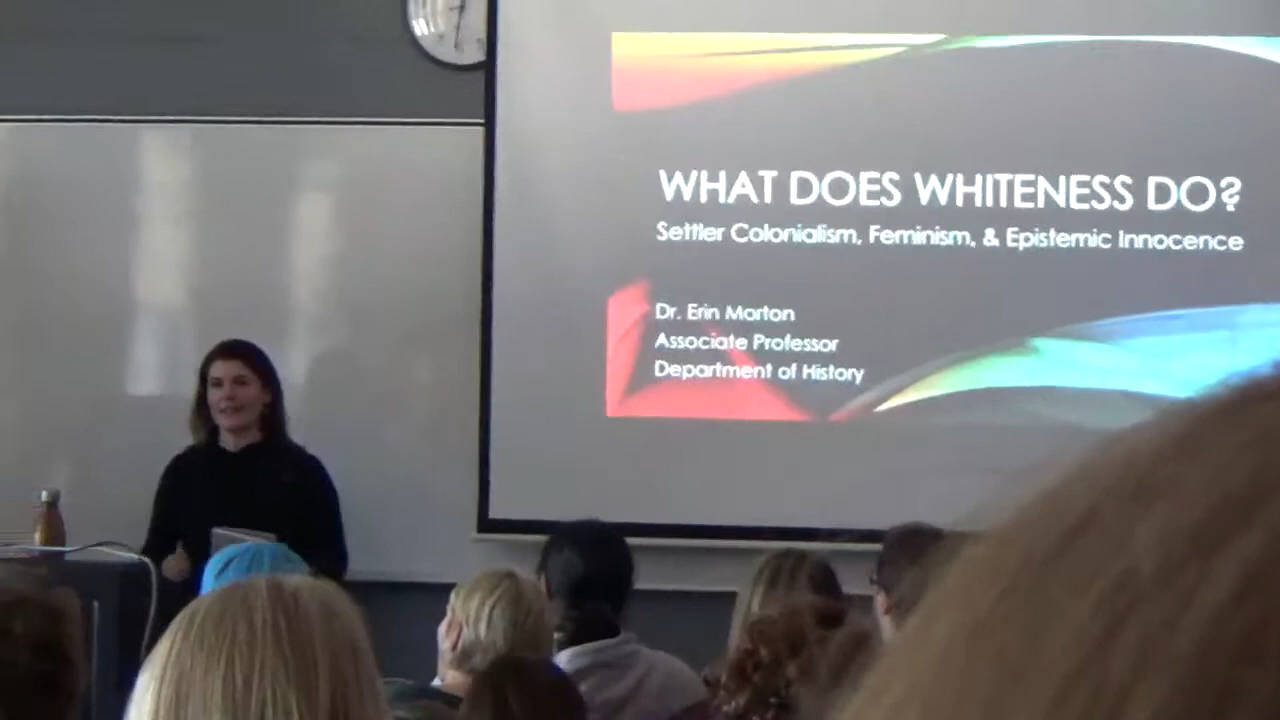 WHAT DOES WHITENESS DO?
Settler Colonialism, Feminism, & Epistemic Innocence
Dr. Erin Morton
Associate Professor
Department of History